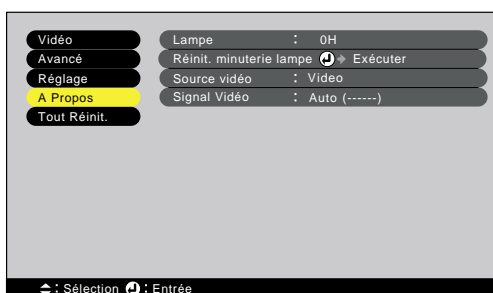 Vidéo
Avancé
Réglage
A Propos
Tout Réinit.
Lampe : 0H
Réinit. minuterie lampe Exécuter
Source vidéo : Video
Signal Vidéo : Auto (------)
: Sélection : Entrée